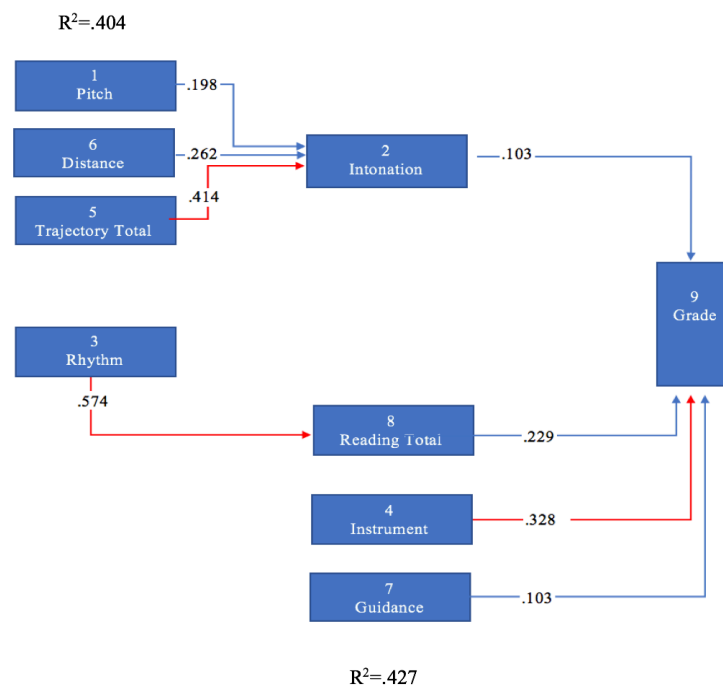 R²=.404
1
Pitch
.198
6
Distance
.262
5
Trajectory Total
.414
2
Intonation
.103
9
Grade
3
Rhythm
.574
8
Reading Total
.229
4
Instrument
.328
7
Guidance
.103
R²=.427